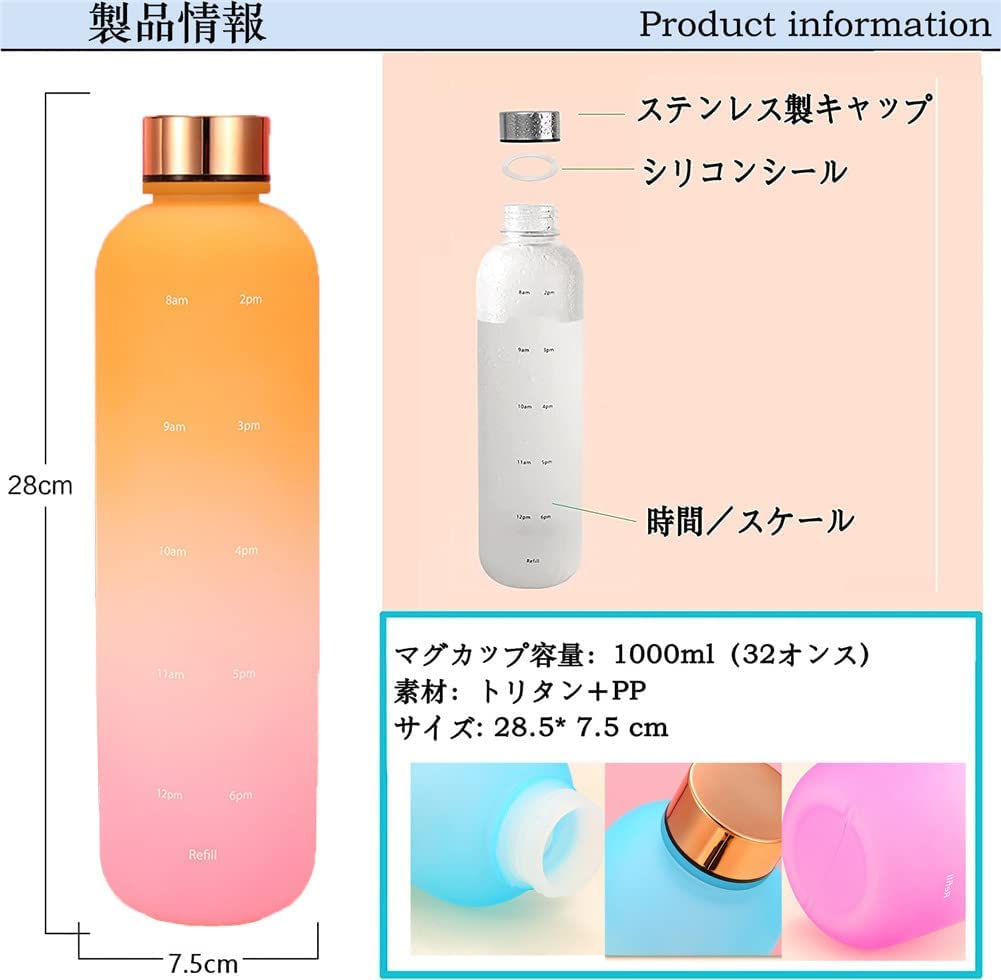 製品情報
Product information
ステンレス製キャップ
シリコンシール
8am 2pm
9am 3pm
10am 4pm
11am 5pm
12pm 6pm
Refill
時間／スケール
28cm
8am 2pm
9am 3pm
10am 4pm
11am 5pm
12pm 6pm
Refill
7.5cm
マグカップ容量：1000ml（32オンス）
素材：トリタン＋PP
サイズ: 28.5* 7.5 cm
Refill